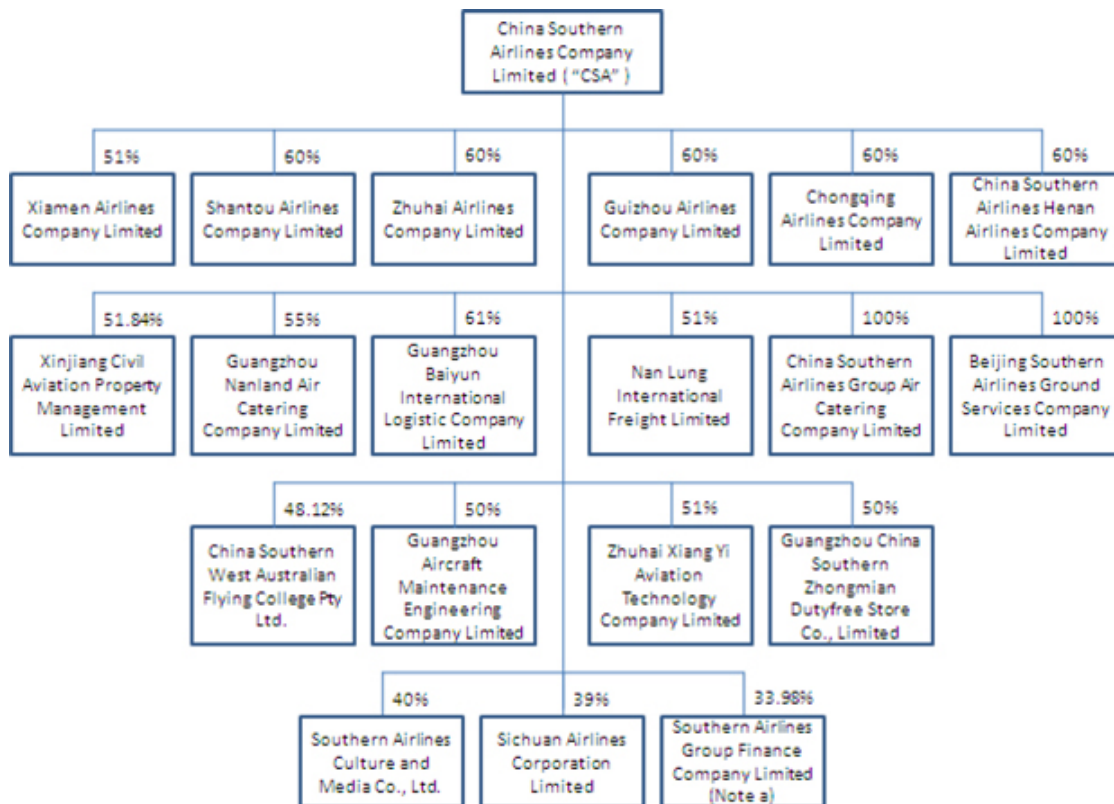 China Southern
Airlines Company
Limited ( “CSA” )
51%
60%
60%
60%
60%
60%
Xiamen Airlines
Company Limited
Shantou Airlines
Company Limited
Zhuhai Airlines
Company Limited
Guizhou Airlines
Company Limited
Chongqing
Airlines Company
Limited
China Southern
Airlines Henan
Airlines Company
Limited
51.84%
55%
61%
51%
100%
100%
Xinjiang Civil
Aviation Property
Management
Limited
Guangzhou
Nanland Air
Catering
Company Limited
Guangzhou
Baiyun
International
Logistic Company
Limited
Nan Lung
International
Freight Limited
China Southern
Airlines Group Air
Catering
Company Limited
Beijing Southern
Airlines Ground
Services Company
Limited
48.12%
50%
51%
50%
China Southern
West Australian
Flying College Pty
Ltd.
Guangzhou
Aircraft
Maintenance
Engineering
Company Limited
Zhuhai Xiang Yi
Aviation
Technology
Company Limited
Guangzhou China
Southern
Zhongmian
Dutyfree Store
Co., Limited
40%
39%
33.98%
Southern Airlines
Culture and
Media Co., Ltd.
Sichuan Airlines
Corporation
Limited
Southern Airlines
Group Finance
Company Limited
(Note a)